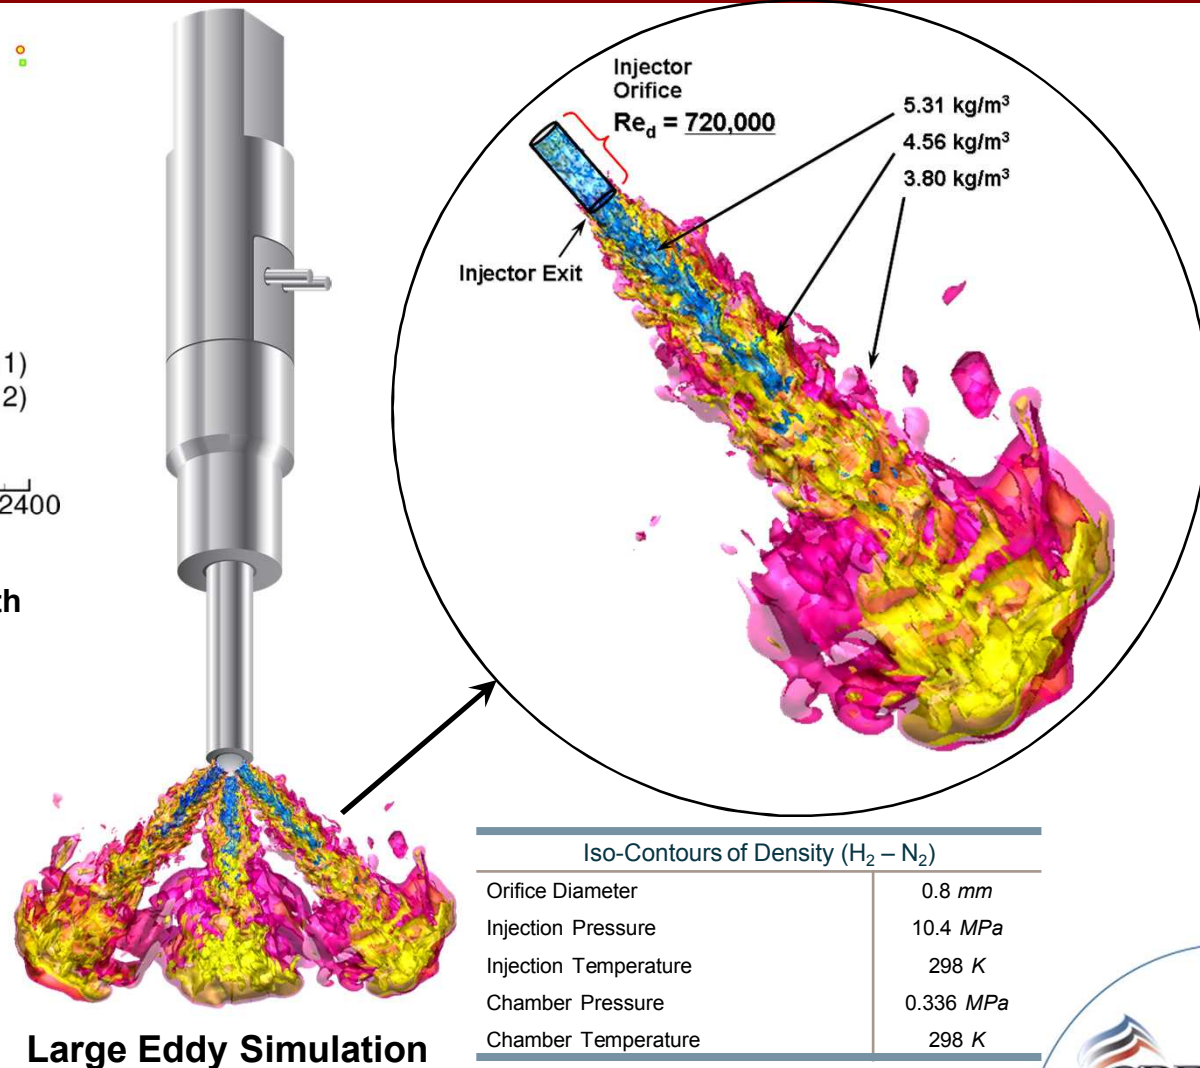 Injector
Orifice
Re_d = 720,000
5.31 kg/m³
4.56 kg/m³
3.80 kg/m³
Injector Exit
1)
2)
2400
th
Iso-Contours of Density (H₂ – N₂)
Orifice Diameter 0.8 mm
Injection Pressure 10.4 MPa
Injection Temperature 298 K
Chamber Pressure 0.336 MPa
Chamber Temperature 298 K
Large Eddy Simulation